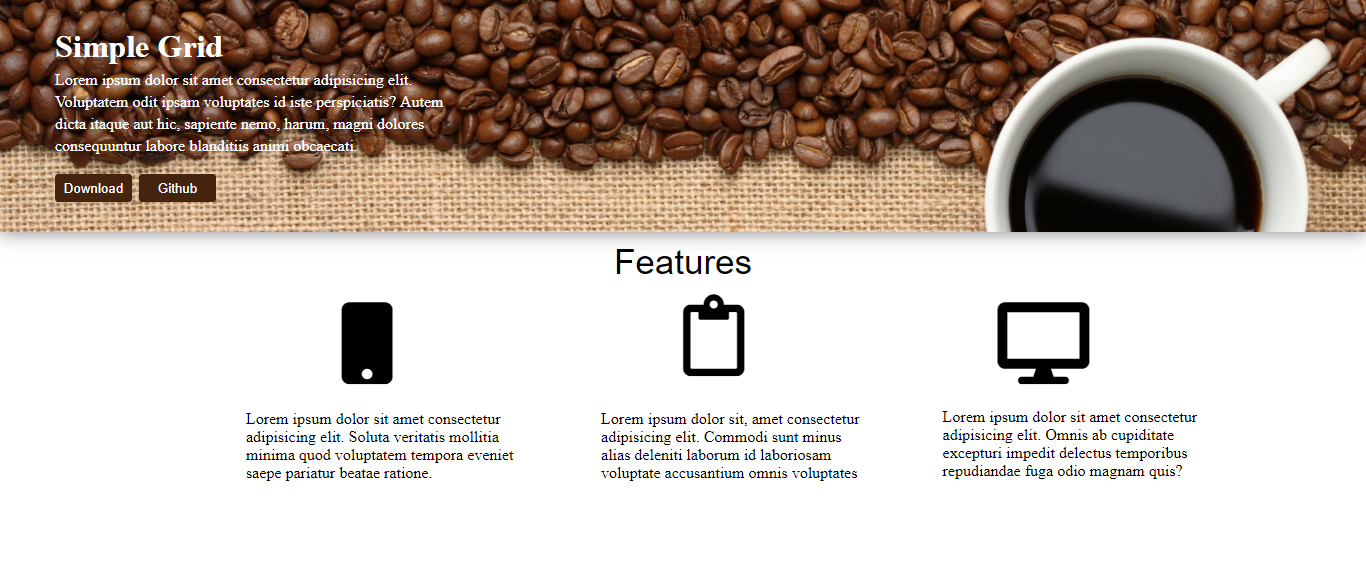 Simple Grid
Lorem ipsum dolor sit amet consectetur adipisicing elit.
Voluptatem odit ipsam voluptates id iste perspiciatis? Autem
dicta itaque aut hic, sapiente nemo, harum, magni dolores
consequuntur labore blanditiis animi obcaecati.
Download Github
Features
Lorem ipsum dolor sit amet consectetur
adipisicing elit. Soluta veritatis mollitia
minima quod voluptatem tempora eveniet
saepe pariatur beatae ratione.
Lorem ipsum dolor sit, amet consectetur
adipisicing elit. Commodi sunt minus
alias deleniti laborum id laboriosam
voluptate accusantium omnis voluptates
Lorem ipsum dolor sit amet consectetur
adipisicing elit. Omnis ab cupiditate
excepturi impedit delectus temporibus
repudiandae fuga odio magnam quis?